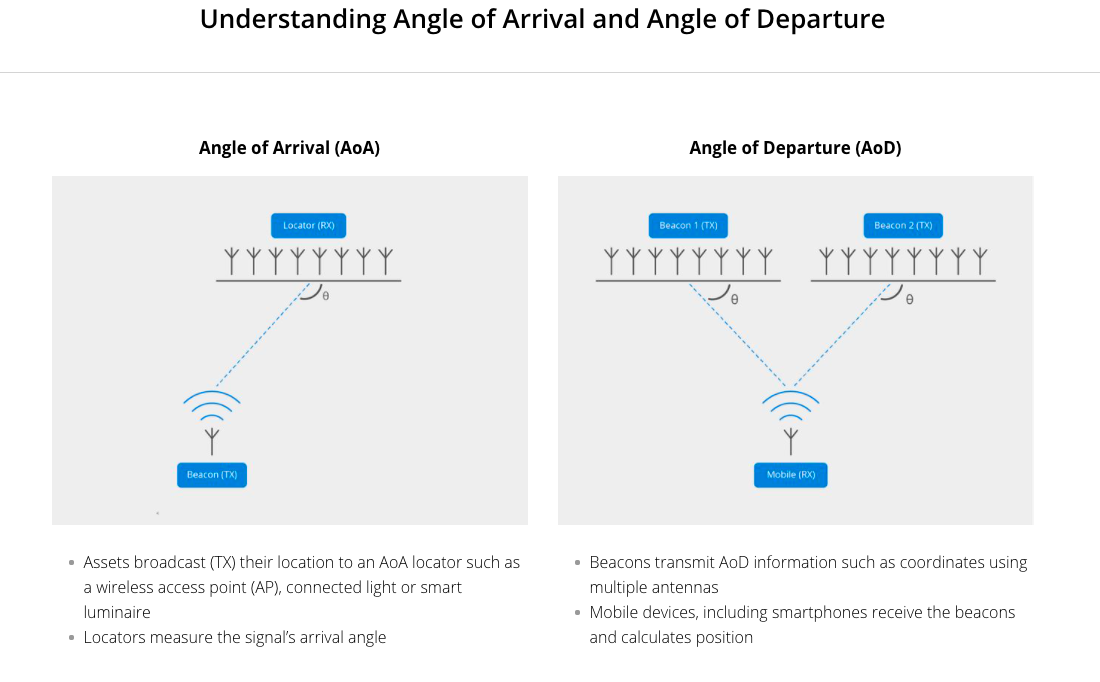 Understanding Angle of Arrival and Angle of Departure
Angle of Arrival (AoA)
Locator (RX)
θ
Beacon (TX)
Assets broadcast (TX) their location to an AoA locator such as
a wireless access point (AP), connected light or smart
luminaire
Locators measure the signal’s arrival angle
Angle of Departure (AoD)
Beacon 1 (TX)
Beacon 2 (TX)
θ
θ
Mobile (RX)
Beacons transmit AoD information such as coordinates using
multiple antennas
Mobile devices, including smartphones receive the beacons
and calculates position